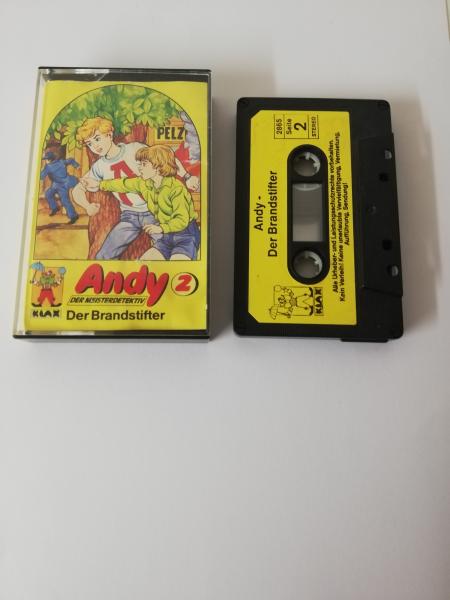 PELZ
Andy 2
DER MEISTERDETEKTIV
KLAX
Der Brandstifter
2865
Seite
2
STEREO
Andy -
Der Brandstifter
Alle Urheber- und Leistungsschutzrechte vorbehalten.
Kein Verleih! Keine unerlaubte Vervielfältigung, Vermietung,
Aufführung, Sendung!
KLAX